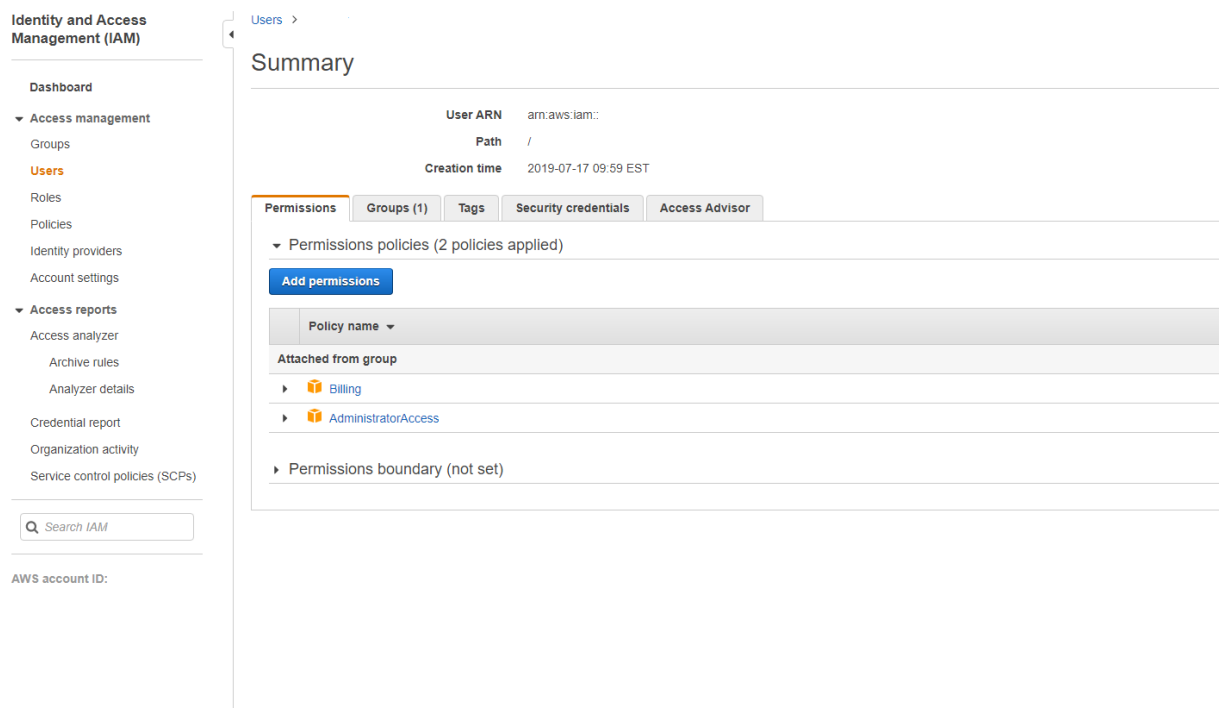 Identity and Access
Management (IAM)
Dashboard
Access management
Groups
Users
Roles
Policies
Identity providers
Account settings
Access reports
Access analyzer
Archive rules
Analyzer details
Credential report
Organization activity
Service control policies (SCPs)
Search IAM
AWS account ID:
Users >
Summary
User ARN arn:aws:iam::
Path /
Creation time 2019-07-17 09:59 EST
Permissions Groups (1) Tags Security credentials Access Advisor
Permissions policies (2 policies applied)
Add permissions
Policy name
Attached from group
Billing
AdministratorAccess
Permissions boundary (not set)